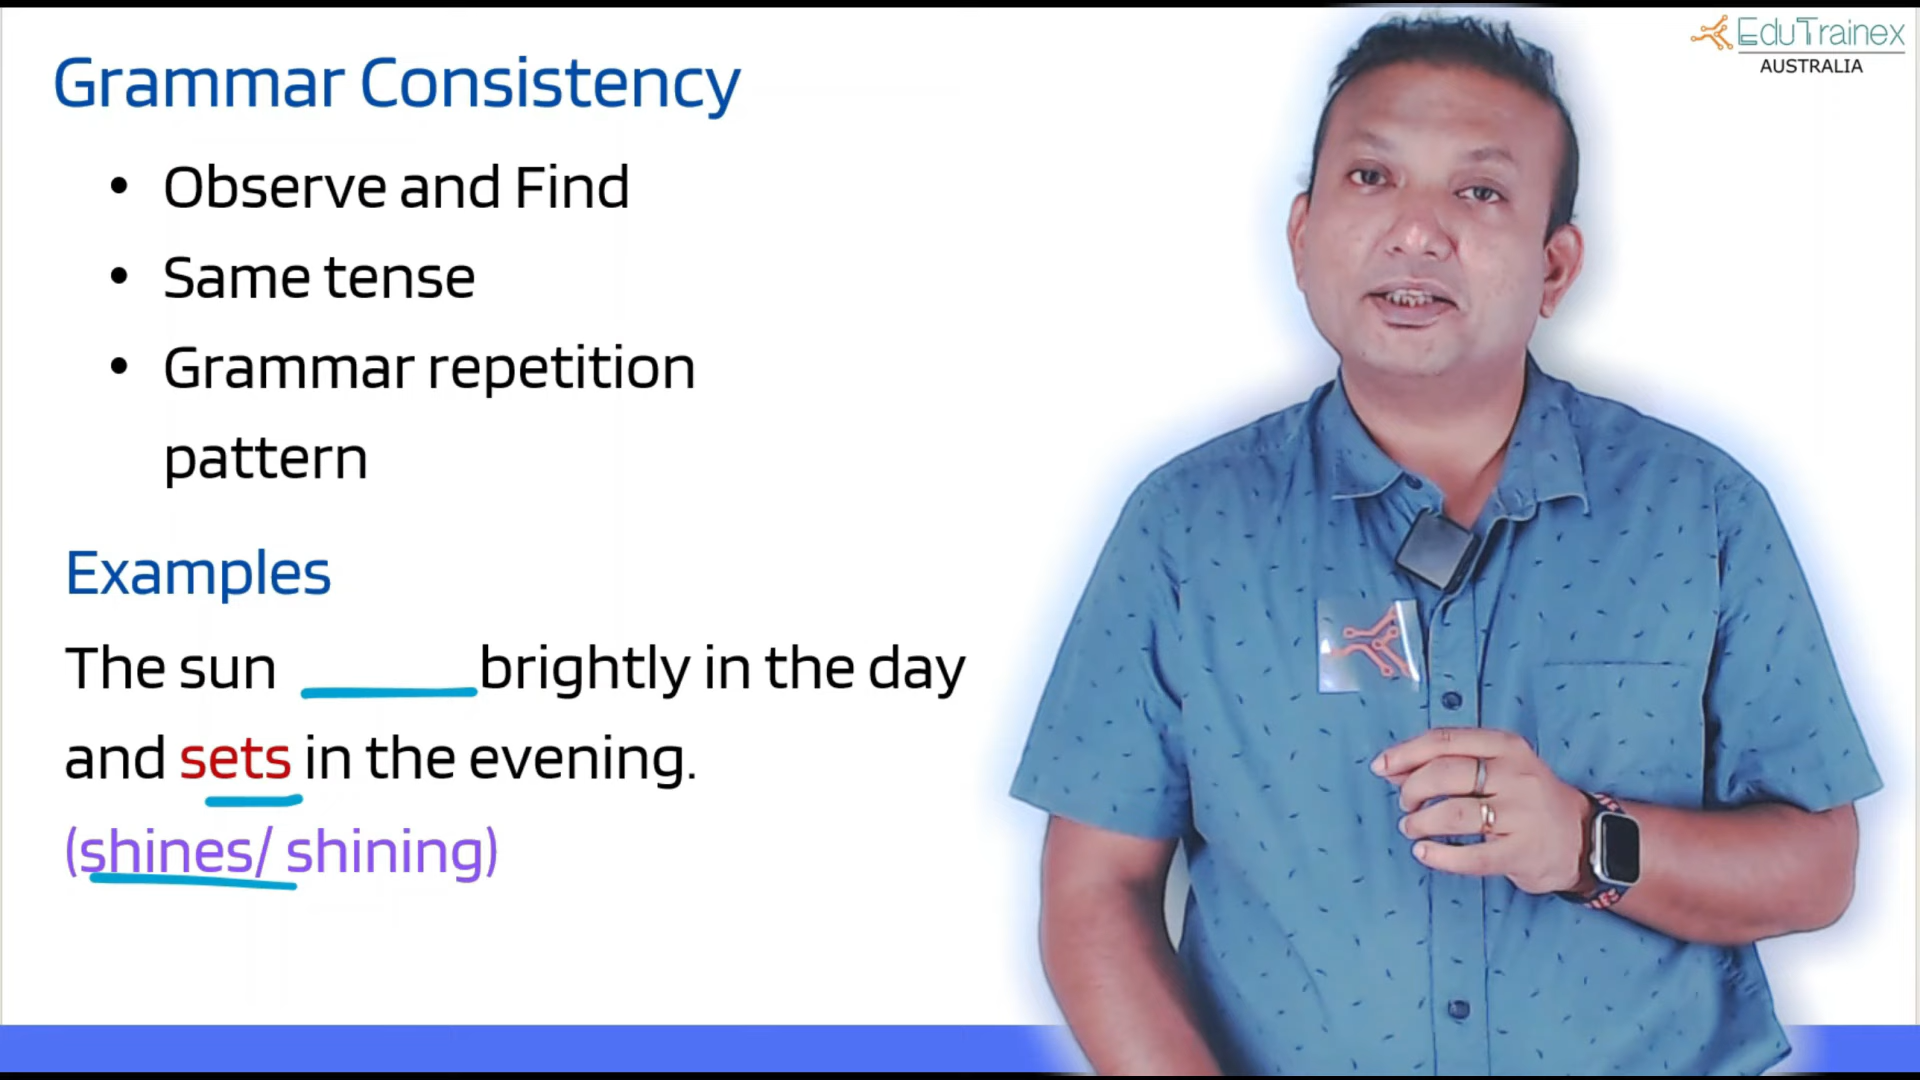 EduTrainex
AUSTRALIA
Grammar Consistency
• Observe and Find
• Same tense
• Grammar repetition
pattern
Examples
The sun ______ brightly in the day
and sets in the evening.
(shines/ shining)